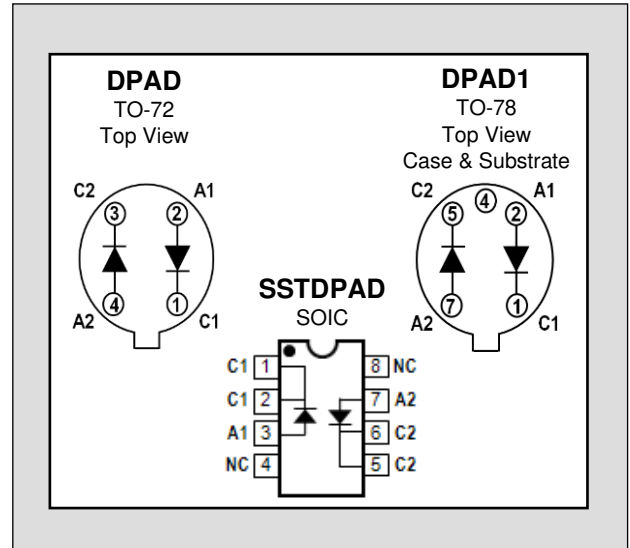 DPAD
TO-72
Top View
C2 A1
3 2
4 1
A2 C1
DPAD1
TO-78
Top View
Case & Substrate
C2 4 A1
5 2
7 1
A2 C1
SSTDPAD
SOIC
C1 1 8 NC
C1 2 7 A2
A1 3 6 C2
NC 4 5 C2